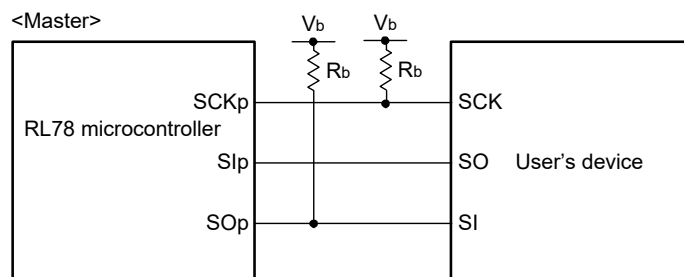 <Master>
Vb Vb
Rb Rb
SCKp SCK
RL78 microcontroller
SIp SO User's device
SOp SI